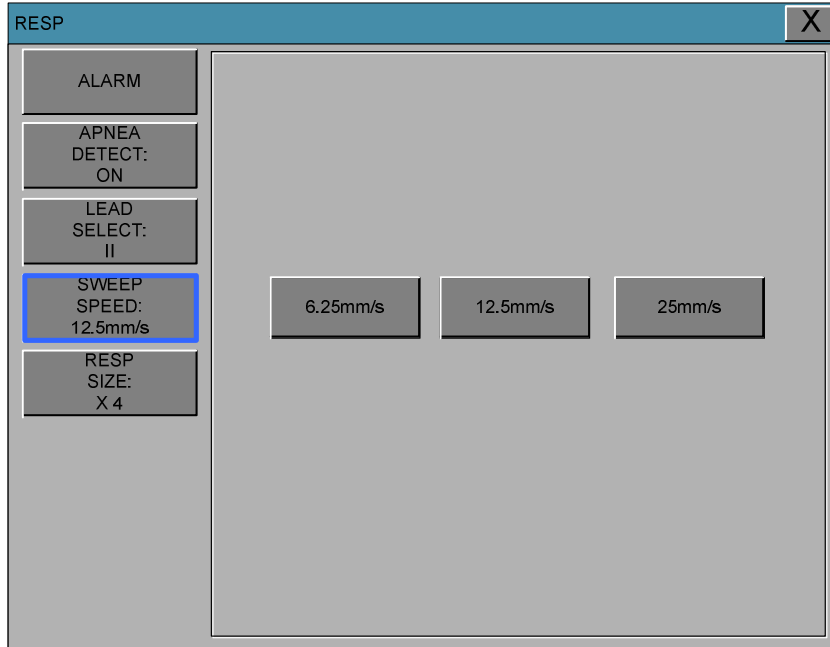 RESP
X
ALARM
APNEA
DETECT:
ON
LEAD
SELECT:
II
SWEEP
SPEED:
12.5mm/s
RESP
SIZE:
X 4
6.25mm/s
12.5mm/s
25mm/s